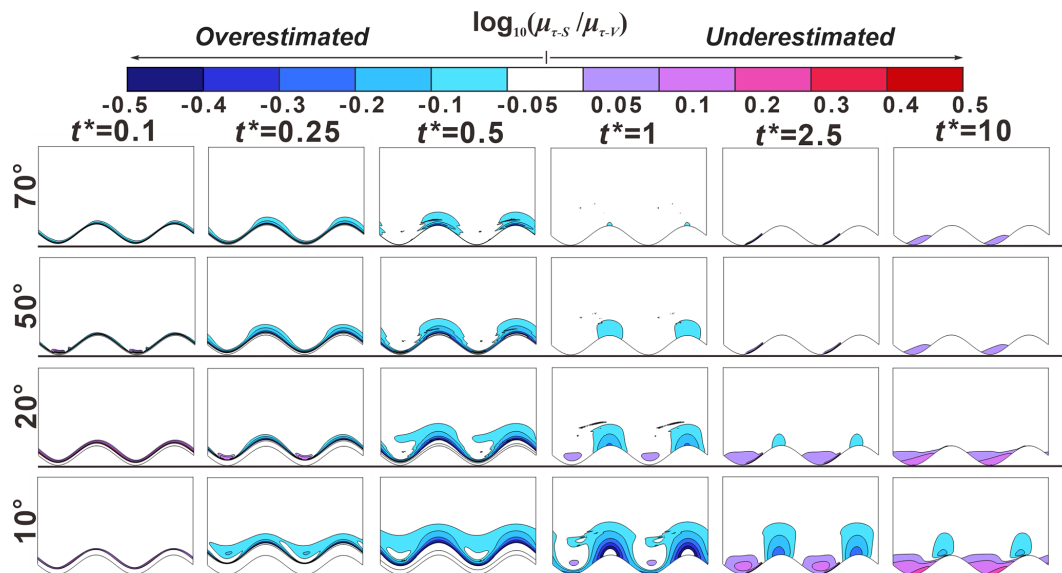 log₁₀(μτ-S /μτ-V)
Overestimated Underestimated
-0.5 -0.4 -0.3 -0.2 -0.1 -0.05 0.05 0.1 0.2 0.3 0.4 0.5
t*=0.1 t*=0.25 t*=0.5 t*=1 t*=2.5 t*=10
70°
50°
20°
10°